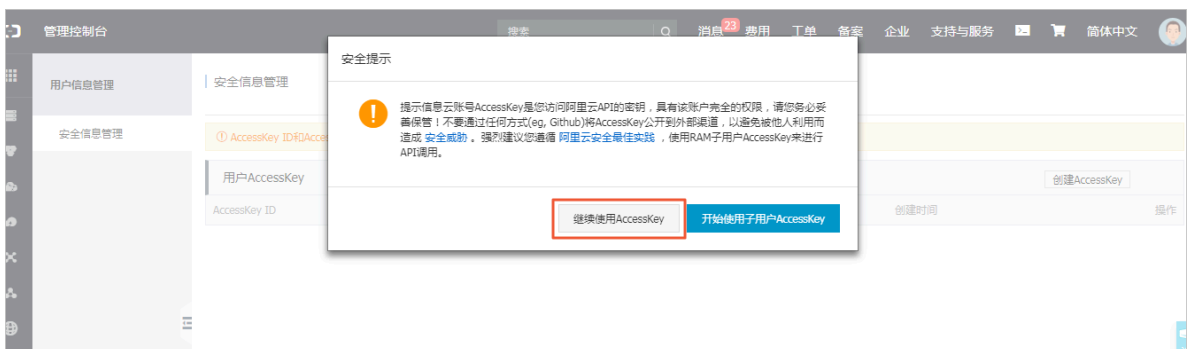 管理控制台
搜索
消息 23 费用 工单 备案 企业 支持与服务 简体中文
安全提示
用户信息管理
安全信息管理
提示信息云账号AccessKey是您访问阿里云API的密钥，具有该账户完全的权限，请您务必妥
善保管！不要通过任何方式(eg, Github)将AccessKey公开到外部渠道，以避免被他人利用而
造成 安全威胁 。强烈建议您遵循 阿里云安全最佳实践 ，使用RAM子用户AccessKey来进行
API调用。
安全信息管理
AccessKey ID和Acce
用户AccessKey
创建AccessKey
AccessKey ID
创建时间
操作
继续使用AccessKey
开始使用子用户AccessKey